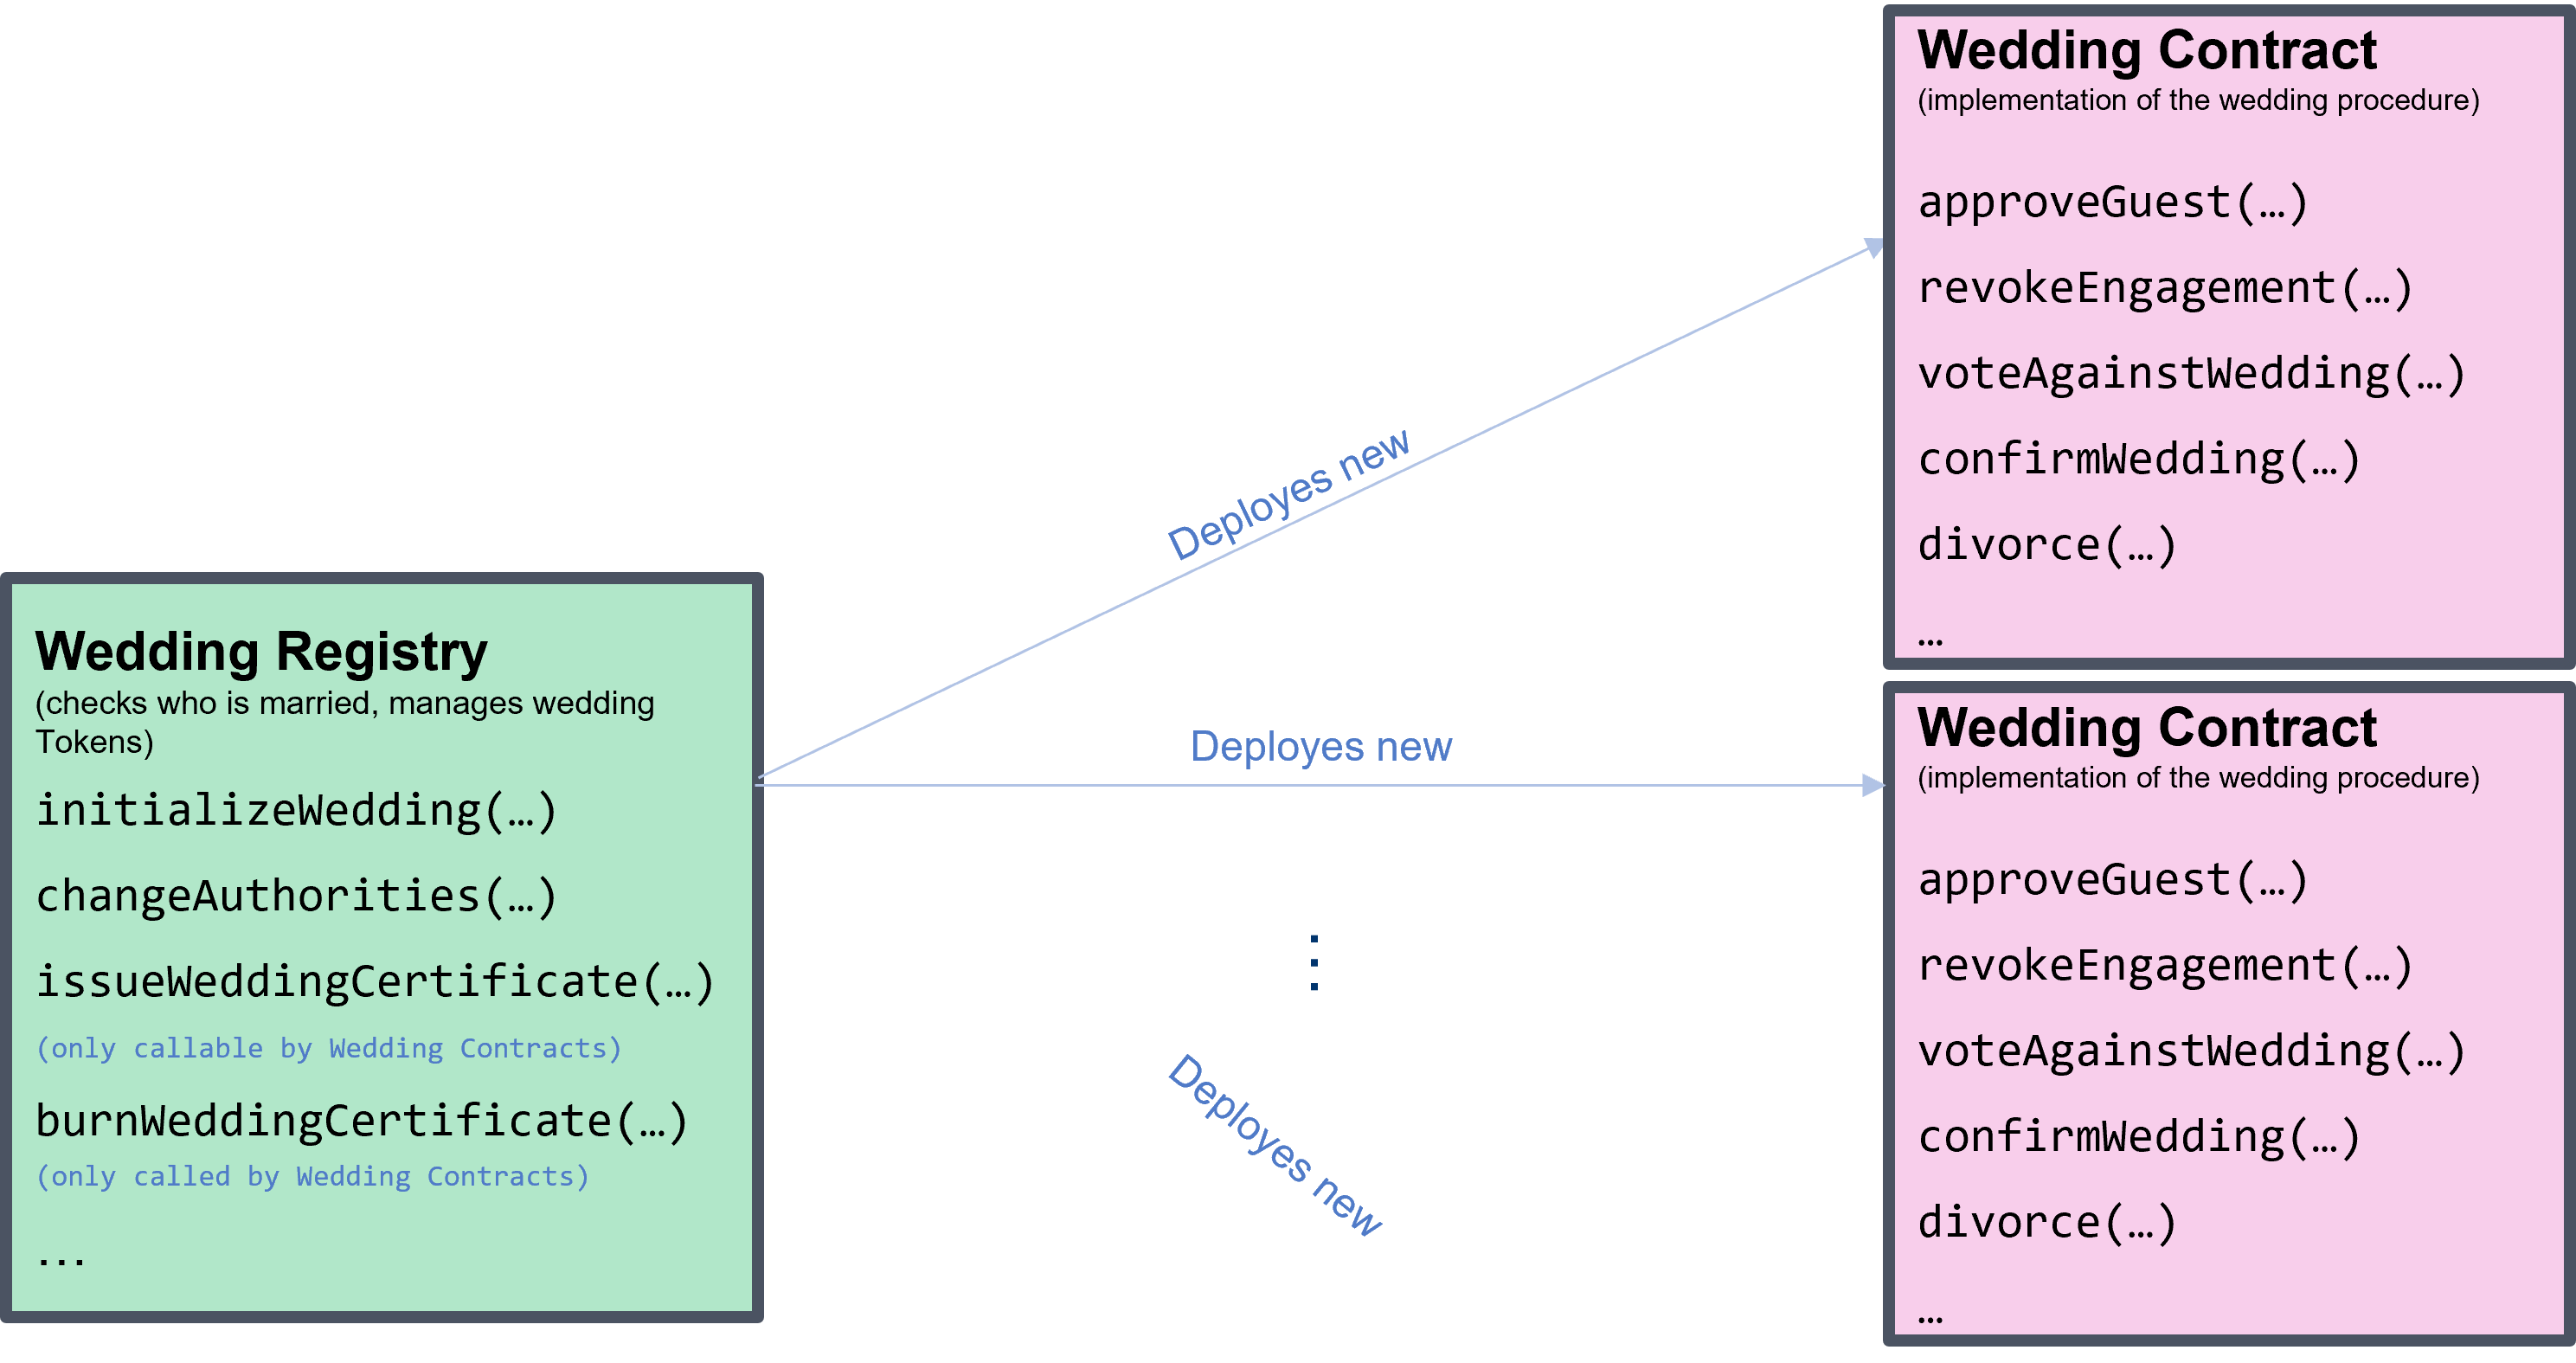 Wedding Registry
(checks who is married, manages wedding
Tokens)
initializeWedding(…)
changeAuthorities(…)
issueWeddingCertificate(…)
(only callable by Wedding Contracts)
burnWeddingCertificate(…)
(only called by Wedding Contracts)
...
Deployes new
Deployes new
⋮
Deployes new
Wedding Contract
(implementation of the wedding procedure)
approveGuest(…)
revokeEngagement(…)
voteAgainstWedding(…)
confirmWedding(…)
divorce(…)
…
Wedding Contract
(implementation of the wedding procedure)
approveGuest(…)
revokeEngagement(…)
voteAgainstWedding(…)
confirmWedding(…)
divorce(…)
…